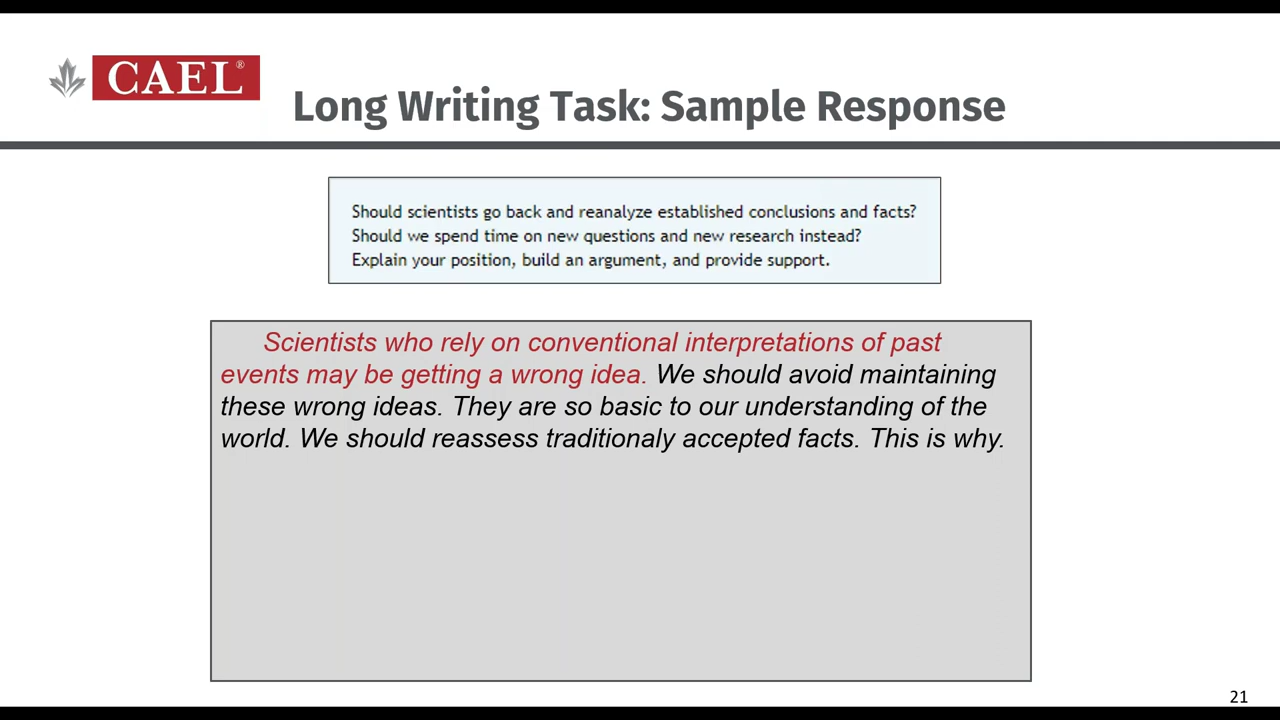 CAEL®
Long Writing Task: Sample Response
Should scientists go back and reanalyze established conclusions and facts?
Should we spend time on new questions and new research instead?
Explain your position, build an argument, and provide support.
Scientists who rely on conventional interpretations of past
events may be getting a wrong idea. We should avoid maintaining
these wrong ideas. They are so basic to our understanding of the
world. We should reassess traditionaly accepted facts. This is why.
21